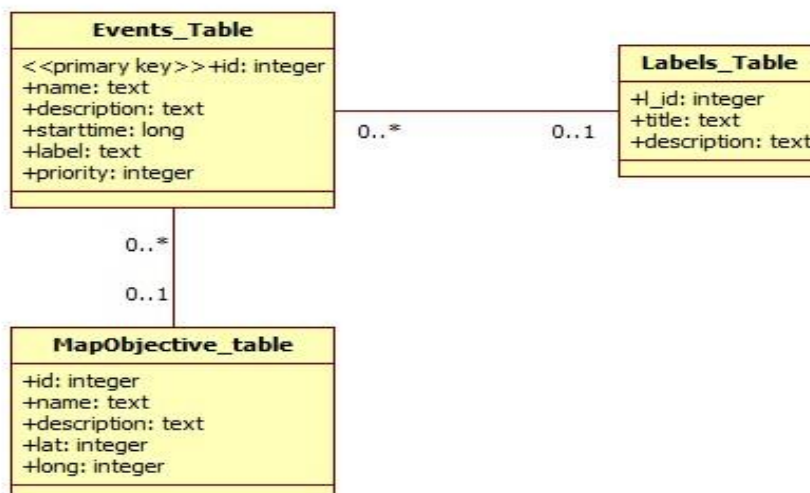 Events_Table
<<primary key>>+id: integer
+name: text
+description: text
+starttime: long
+label: text
+priority: integer
0..*
0..1
Labels_Table
+l_id: integer
+title: text
+description: text
0..*
0..1
MapObjective_table
+id: integer
+name: text
+description: text
+lat: integer
+long: integer